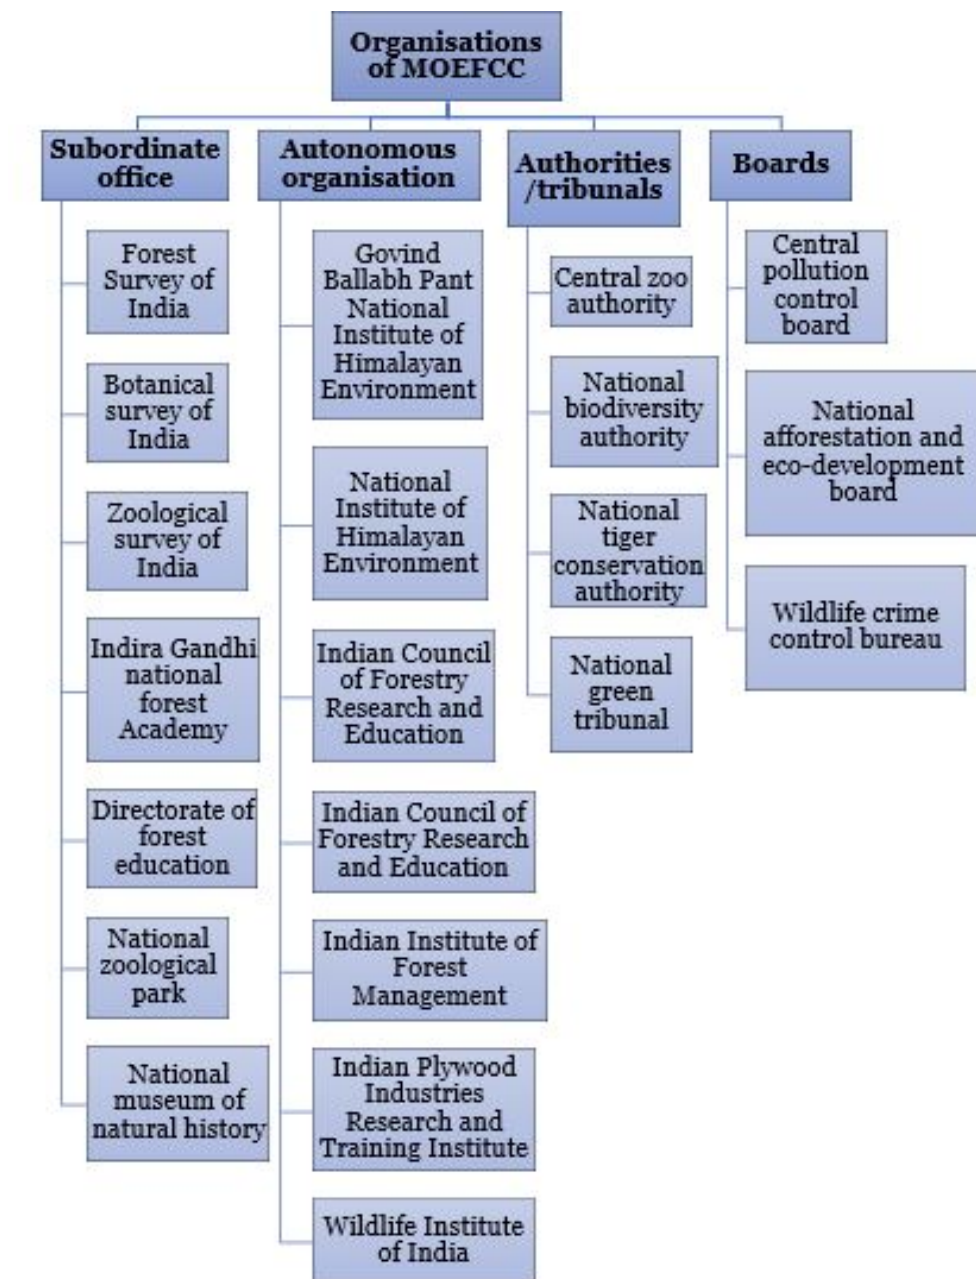 Organisations
of MOEFCC
Subordinate
office
Forest
Survey of
India
Botanical
survey of
India
Zoological
survey of
India
Indira Gandhi
national
forest
Academy
Directorate of
forest
education
National
zoological
park
National
museum of
natural history
Autonomous
organisation
Govind
Ballabh Pant
National
Institute of
Himalayan
Environment
National
Institute of
Himalayan
Environment
Indian Council
of Forestry
Research and
Education
Indian Council of
Forestry Research
and Education
Indian Institute of
Forest
Management
Indian Plywood
Industries
Research and
Training Institute
Wildlife Institute
of India
Authorities
/tribunals
Central zoo
authority
National
biodiversity
authority
National
tiger
conservation
authority
National
green
tribunal
Boards
Central
pollution
control
board
National
afforestation and
eco-development
board
Wildlife crime
control bureau